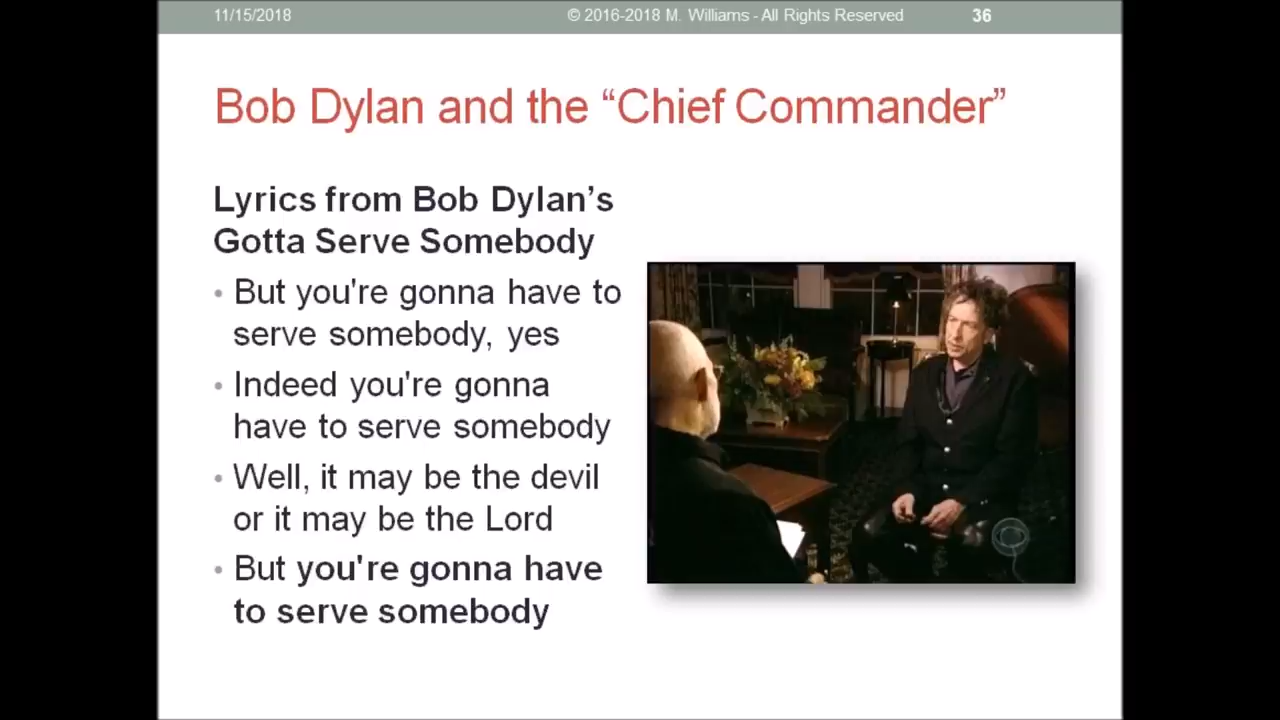 11/15/2018 © 2016-2018 M. Williams - All Rights Reserved 36
Bob Dylan and the “Chief Commander”
Lyrics from Bob Dylan’s
Gotta Serve Somebody
• But you're gonna have to
serve somebody, yes
• Indeed you're gonna
have to serve somebody
• Well, it may be the devil
or it may be the Lord
• But you're gonna have
to serve somebody